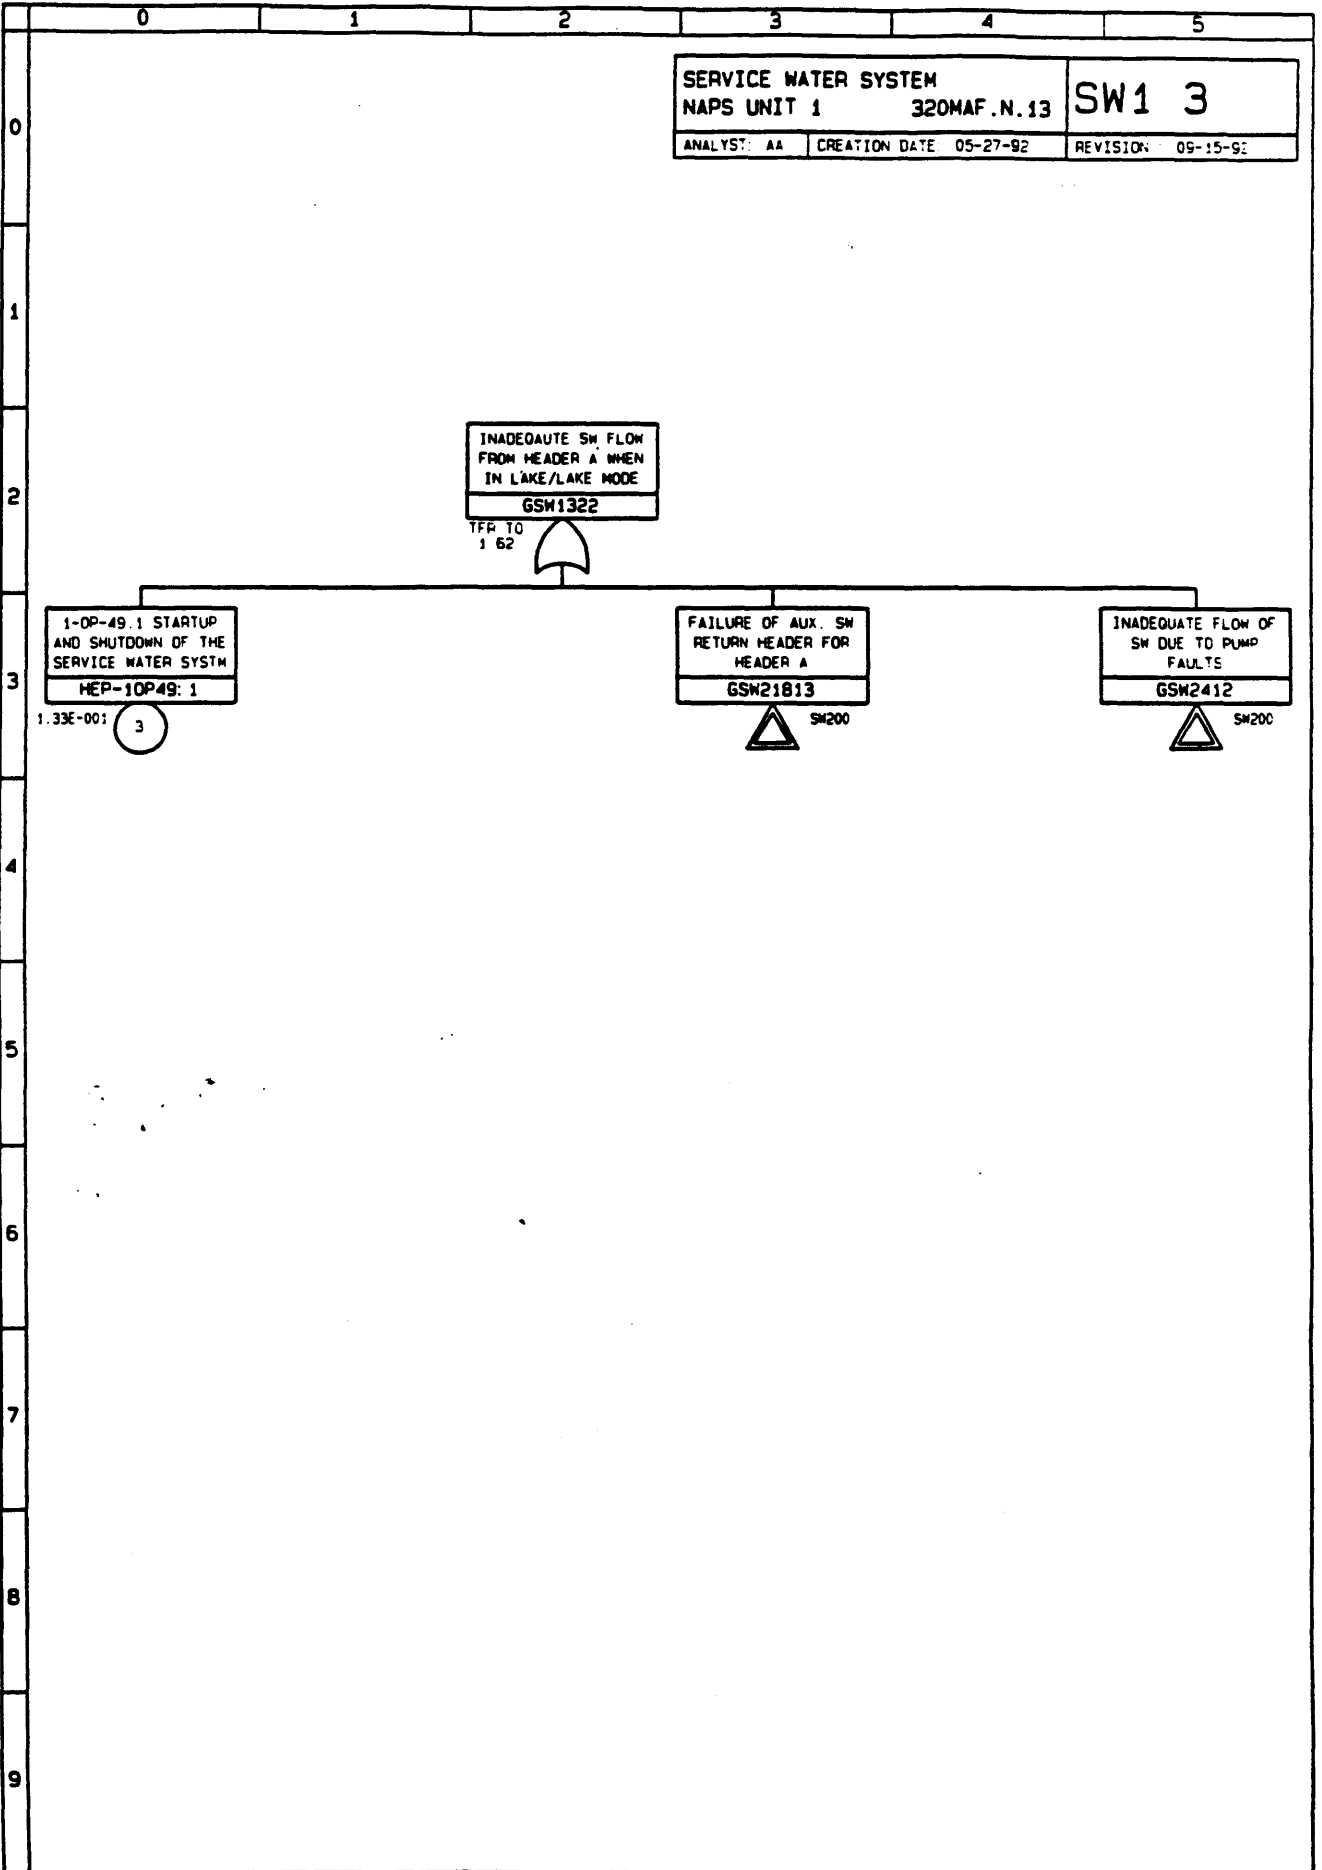 0 1 2 3 4 5
SERVICE WATER SYSTEM
NAPS UNIT 1 320MAF.N.13
SW1 3
ANALYST: AA CREATION DATE: 05-27-92 REVISION:
0
1
2
3
4
5
6
7
8
9
INADEQAUTE SW FLOW
FROM HEADER A WHEN
IN LAKE/LAKE MODE
GSW1322
TFR TO
1 62
1-OP-49.1 STARTUP
AND SHUTDOWN OF THE
SERVICE WATER SYSTM
HEP-1OP49:1
1.33E-001
3
FAILURE OF AUX. SW
RETURN HEADER FOR
HEADER A
GSW21813
SW200
INADEQUATE FLOW OF
SW DUE TO PUMP
FAULTS
GSW2412
SW200